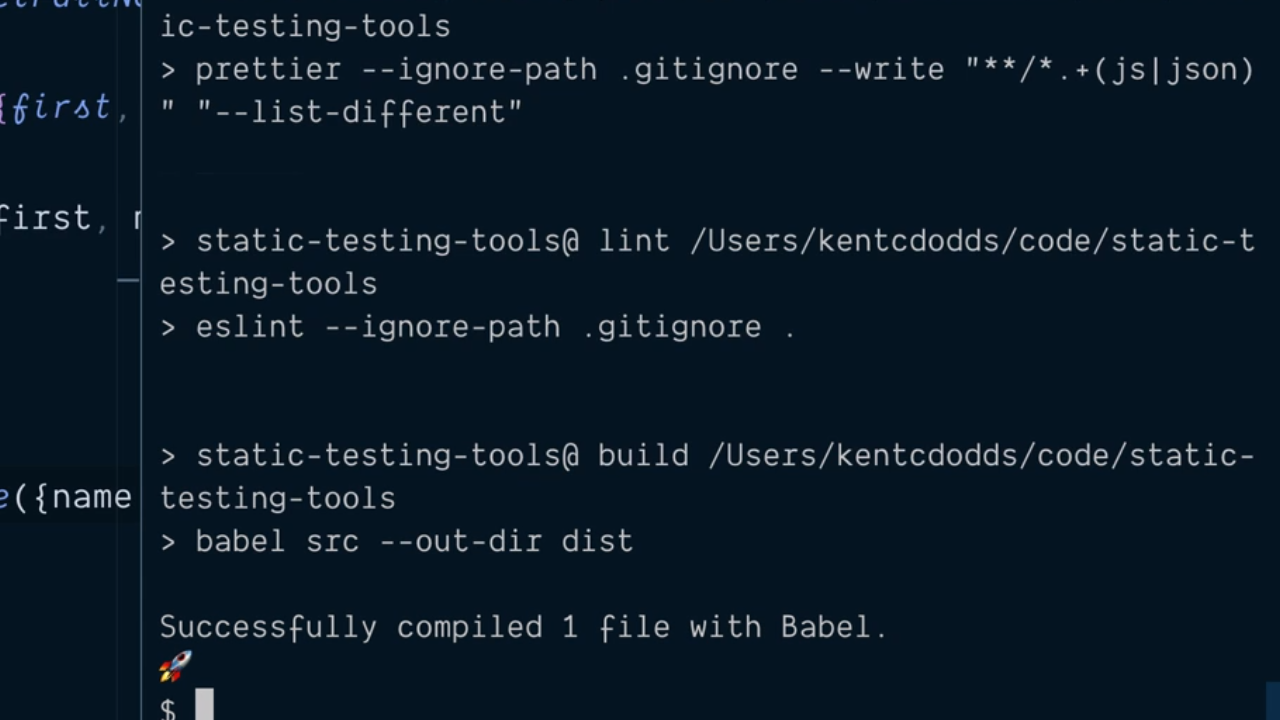 ic-testing-tools
> prettier --ignore-path .gitignore --write "**/*.+(js|json)
{first, " "--list-different"
first,
> static-testing-tools@ lint /Users/kentcdodds/code/static-t
esting-tools
> eslint --ignore-path .gitignore .
> static-testing-tools@ build /Users/kentcdodds/code/static-
({name testing-tools
> babel src --out-dir dist
Successfully compiled 1 file with Babel.
🚀
$